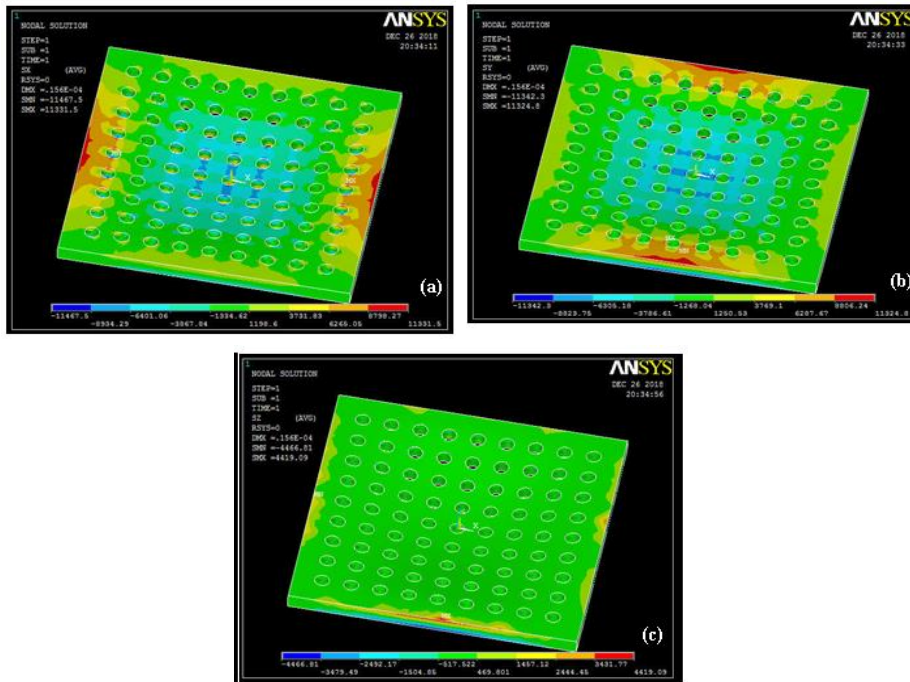 1
ANSYS
NODAL SOLUTION
DEC 26 2018
20:34:11
STEP=1
SUB =1
TIME=1
SX (AVG)
RSYS=0
DMX =.156E-04
SMN =-11467.5
SMX =11331.5
MX
X
MX
(a)
-11467.5 -6401.06 -1334.62 3731.83 8798.27
-8934.29 -3867.84 1198.6 6265.05 11331.5
1
ANSYS
NODAL SOLUTION
DEC 26 2018
20:34:33
STEP=1
SUB =1
TIME=1
SY (AVG)
RSYS=0
DMX =.156E-04
SMN =-11342.3
SMX =11324.8
X
(b)
-11342.3 -6305.18 -1268.04 3769.1 8806.24
-8823.75 -3786.61 1250.53 6287.67 11324.8
1
ANSYS
NODAL SOLUTION
DEC 26 2018
20:34:56
STEP=1
SUB =1
TIME=1
SZ (AVG)
RSYS=0
DMX =.156E-04
SMN =-4466.81
SMX =4419.09
X
(c)
-4466.81 -2492.17 -517.522 1457.12 3431.77
-3479.49 -1504.85 469.801 2444.45 4419.09